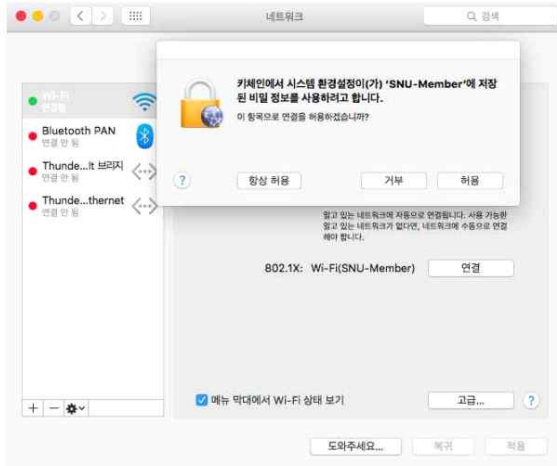 네트워크
검색
키체인에서 시스템 환경설정이(가) 'SNU-Member'에 저장
된 비밀 정보를 사용하려고 합니다.
이 항목으로 연결을 허용하겠습니까?
?
항상 허용
거부
허용
Wi-Fi
연결됨
Bluetooth PAN
연결 안 됨
Thunde...lt 브리지
연결 안 됨
Thunde...thernet
연결 안 됨
알고 있는 네트워크에 자동으로 연결됩니다. 사용 가능한
알고 있는 네트워크가 없다면, 네트워크에 수동으로 연결
해야 합니다.
802.1X: Wi-Fi(SNU-Member)
연결
메뉴 막대에서 Wi-Fi 상태 보기
고급...
?
도와주세요...
복귀
적용